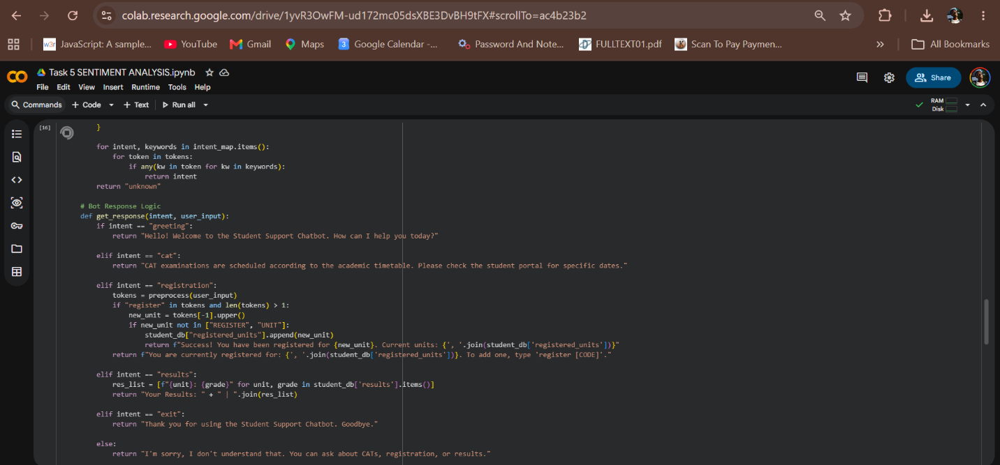 colab.research.google.com/drive/1yvR3OwFM-ud172mc05dsXBE3DvBH9tFX#scrollTo=ac4b23b2
w3r JavaScript: A sample... YouTube Gmail Maps 3 Google Calendar -... Password And Note... FULLTEXT01.pdf Scan To Pay Paymen... » All Bookmarks
Task 5 SENTIMENT ANALYSIS.ipynb
File Edit View Insert Runtime Tools Help
Share
Commands + Code + Text Run all
RAM
Disk
[16]
}
for intent, keywords in intent_map.items():
for token in tokens:
if any(kw in token for kw in keywords):
return intent
return "unknown"
# Bot Response Logic
def get_response(intent, user_input):
if intent == "greeting":
return "Hello! Welcome to the Student Support Chatbot. How can I help you today?"
elif intent == "cat":
return "CAT examinations are scheduled according to the academic timetable. Please check the student portal for specific dates."
elif intent == "registration":
tokens = preprocess(user_input)
if "register" in tokens and len(tokens) > 1:
new_unit = tokens[-1].upper()
if new_unit not in ["REGISTER", "UNIT"]:
student_db["registered_units"].append(new_unit)
return f"Success! You have been registered for {new_unit}. Current units: {', '.join(student_db['registered_units'])}"
return f"You are currently registered for: {', '.join(student_db['registered_units'])}. To add one, type 'register [CODE]'."
elif intent == "results":
res_list = [f"{unit}: {grade}" for unit, grade in student_db['results'].items()]
return "Your Results: " + " | ".join(res_list)
elif intent == "exit":
return "Thank you for using the Student Support Chatbot. Goodbye."
else:
return "I'm sorry, I don't understand that. You can ask about CATs, registration, or results."